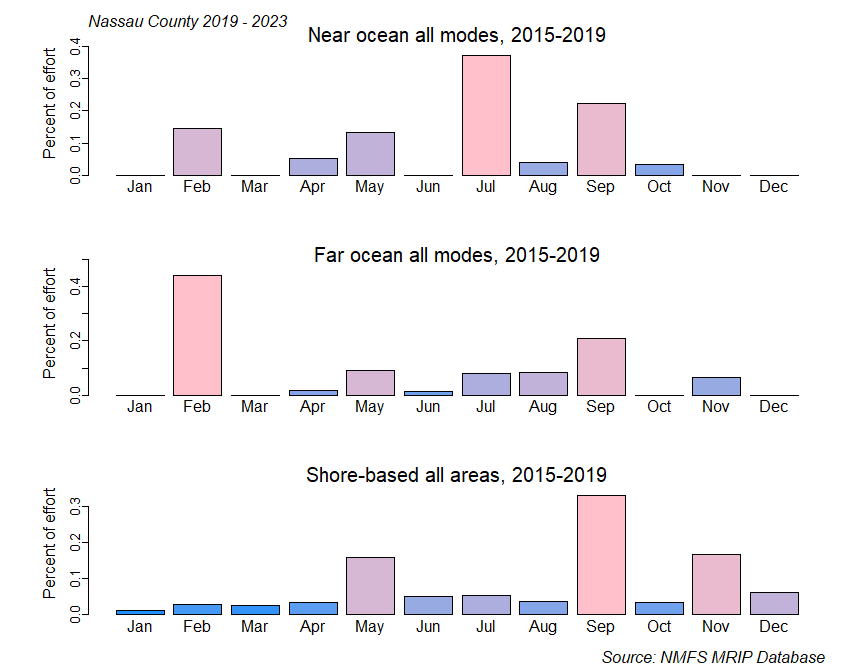 Nassau County 2019 - 2023
Near ocean all modes, 2015-2019
Percent of effort
0.0 0.1 0.2 0.3 0.4
Jan Feb Mar Apr May Jun Jul Aug Sep Oct Nov Dec
Far ocean all modes, 2015-2019
Percent of effort
0.0 0.2 0.4
Jan Feb Mar Apr May Jun Jul Aug Sep Oct Nov Dec
Shore-based all areas, 2015-2019
Percent of effort
0.0 0.1 0.2 0.3
Jan Feb Mar Apr May Jun Jul Aug Sep Oct Nov Dec
Source: NMFS MRIP Database